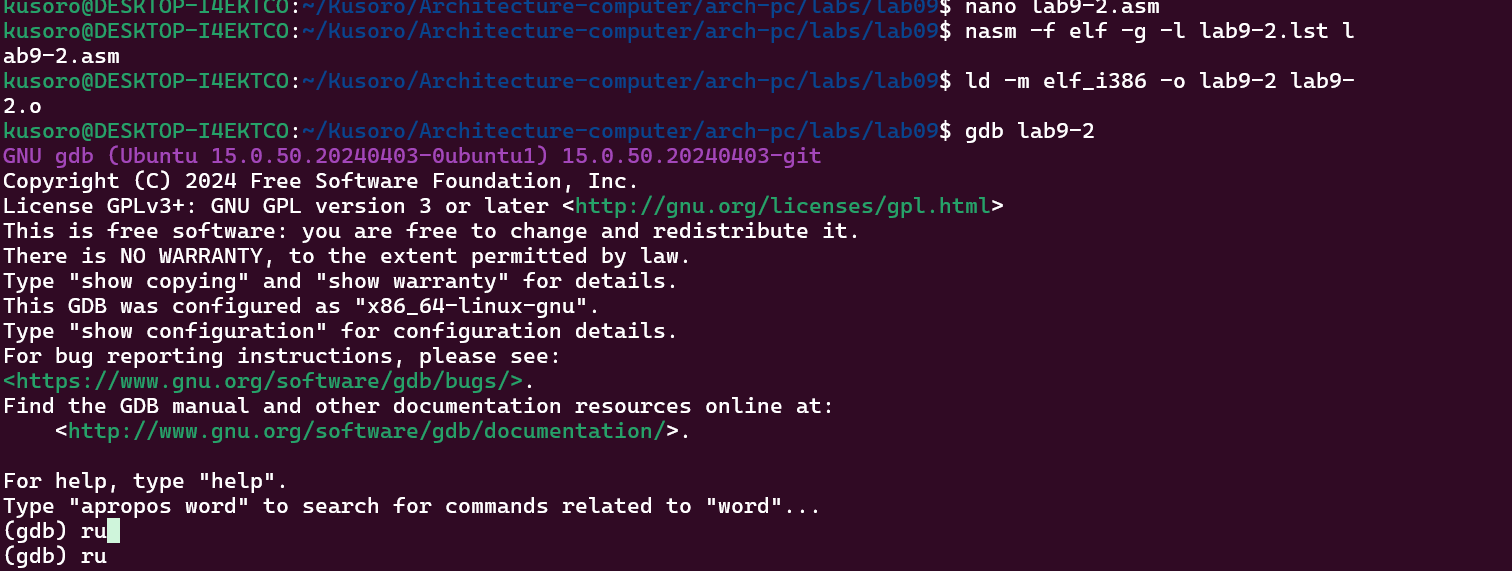 kusoro@DESKTOP-I4EKTCO:~/Kusoro/Architecture-computer/arch-pc/labs/lab09$ nano lab9-2.asm
kusoro@DESKTOP-I4EKTCO:~/Kusoro/Architecture-computer/arch-pc/labs/lab09$ nasm -f elf -g -l lab9-2.lst l
ab9-2.asm
kusoro@DESKTOP-I4EKTCO:~/Kusoro/Architecture-computer/arch-pc/labs/lab09$ ld -m elf_i386 -o lab9-2 lab9-
2.o
kusoro@DESKTOP-I4EKTCO:~/Kusoro/Architecture-computer/arch-pc/labs/lab09$ gdb lab9-2
GNU gdb (Ubuntu 15.0.50.20240403-0ubuntu1) 15.0.50.20240403-git
Copyright (C) 2024 Free Software Foundation, Inc.
License GPLv3+: GNU GPL version 3 or later <http://gnu.org/licenses/gpl.html>
This is free software: you are free to change and redistribute it.
There is NO WARRANTY, to the extent permitted by law.
Type "show copying" and "show warranty" for details.
This GDB was configured as "x86_64-linux-gnu".
Type "show configuration" for configuration details.
For bug reporting instructions, please see:
<https://www.gnu.org/software/gdb/bugs/>.
Find the GDB manual and other documentation resources online at:
    <http://www.gnu.org/software/gdb/documentation/>.

For help, type "help".
Type "apropos word" to search for commands related to "word"...
(gdb) ru
(gdb) ru